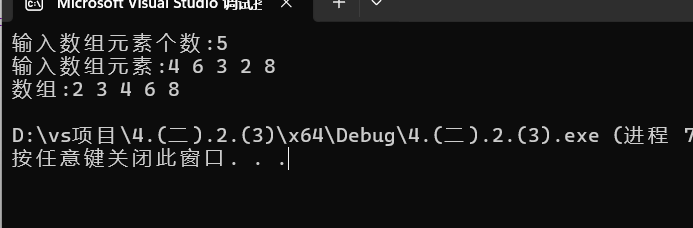 Microsoft Visual Studio 调试
输入数组元素个数:5
输入数组元素:4 6 3 2 8
数组:2 3 4 6 8
D:\vs项目\4.(二).2.(3)\x64\Debug\4.(二).2.(3).exe (进程 7
按任意键关闭此窗口. . .